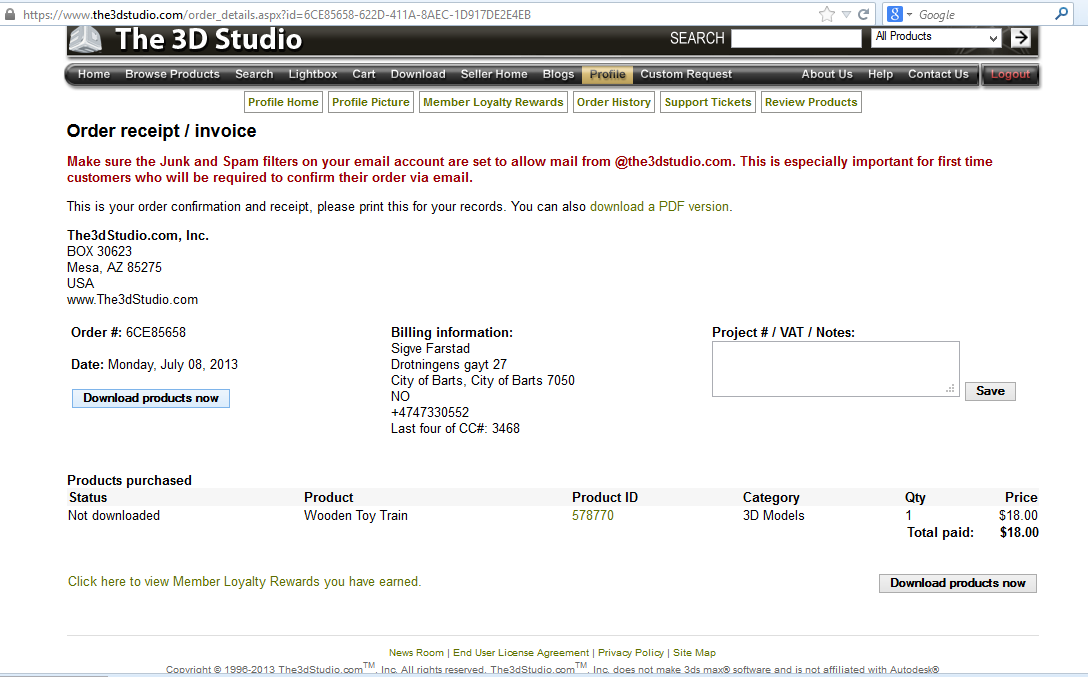 https://www.the3dstudio.com/order_details.aspx?id=6CE85658-622D-411A-8AEC-1D917DE2E4EB
8 Google
The 3D Studio
SEARCH All Products
Home Browse Products Search Lightbox Cart Download Seller Home Blogs Profile Custom Request About Us Help Contact Us Logout
Profile Home Profile Picture Member Loyalty Rewards Order History Support Tickets Review Products
Order receipt / invoice
Make sure the Junk and Spam filters on your email account are set to allow mail from @the3dstudio.com. This is especially important for first time
customers who will be required to confirm their order via email.
This is your order confirmation and receipt, please print this for your records. You can also download a PDF version.
The3dStudio.com, Inc.
BOX 30623
Mesa, AZ 85275
USA
www.The3dStudio.com
Order #: 6CE85658
Date: Monday, July 08, 2013
Download products now
Billing information:
Sigve Farstad
Drotningens gayt 27
City of Barts, City of Barts 7050
NO
+4747330552
Last four of CC#: 3468
Project # / VAT / Notes:
Save
Products purchased
Status Product Product ID Category Qty Price
Not downloaded Wooden Toy Train 578770 3D Models 1 $18.00
Total paid: $18.00
Click here to view Member Loyalty Rewards you have earned.
Download products now
News Room | End User License Agreement | Privacy Policy | Site Map
Copyright © 1996-2013 The3dStudio.com™, Inc. All rights reserved. The3dStudio.com™, Inc. does not make 3ds max® software and is not affiliated with Autodesk®